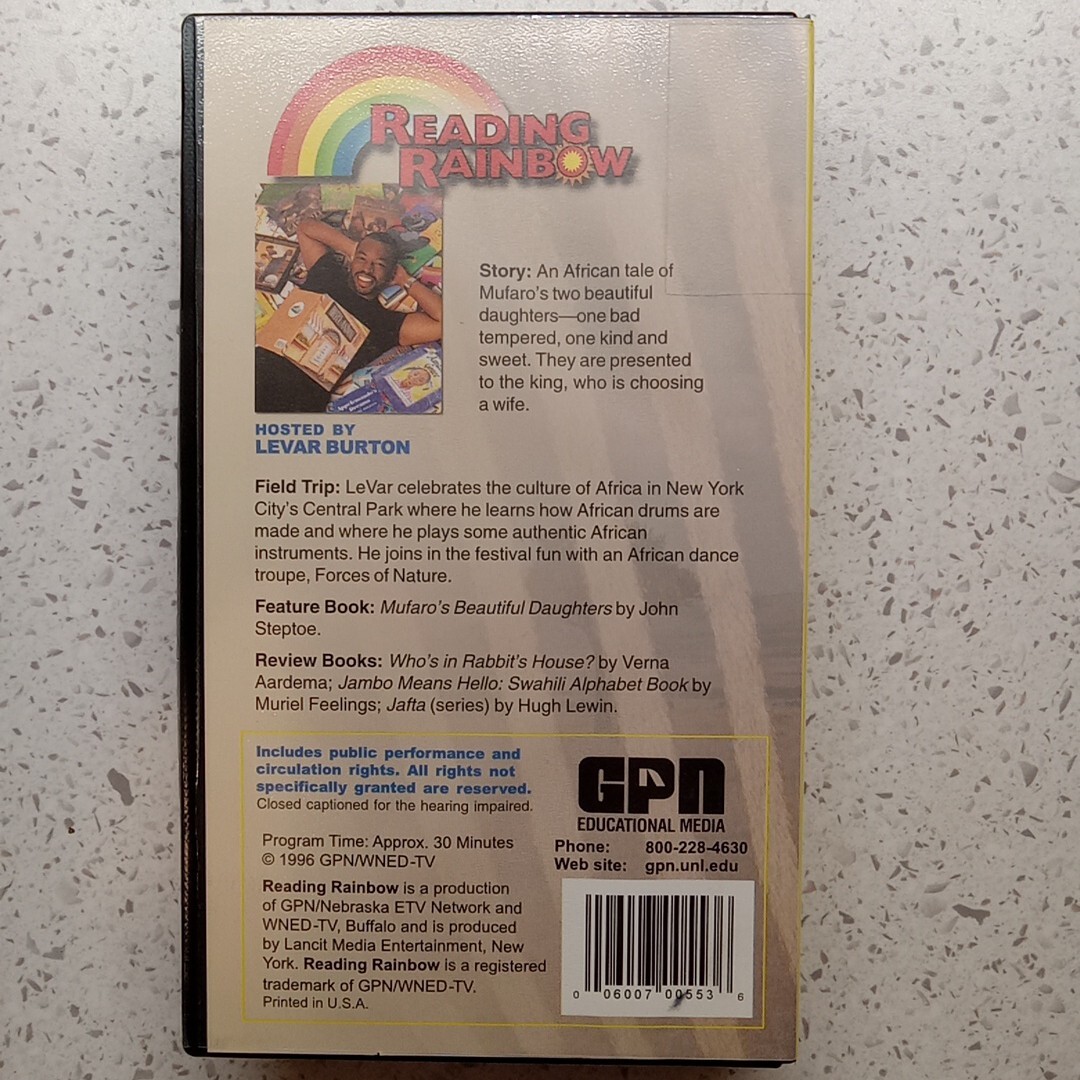 READING
RAINBOW
Story: An African tale of
Mufaro's two beautiful
daughters—one bad
tempered, one kind and
sweet. They are presented
to the king, who is choosing
a wife.
HOSTED BY
LEVAR BURTON
Field Trip: LeVar celebrates the culture of Africa in New York
City's Central Park where he learns how African drums are
made and where he plays some authentic African
instruments. He joins in the festival fun with an African dance
troupe, Forces of Nature.
Feature Book: Mufaro's Beautiful Daughters by John
Steptoe.
Review Books: Who's in Rabbit's House? by Verna
Aardema; Jambo Means Hello: Swahili Alphabet Book by
Muriel Feelings; Jafta (series) by Hugh Lewin.
Includes public performance and
circulation rights. All rights not
specifically granted are reserved.
Closed captioned for the hearing impaired.
Program Time: Approx. 30 Minutes
© 1996 GPN/WNED-TV
Reading Rainbow is a production
of GPN/Nebraska ETV Network and
WNED-TV, Buffalo and is produced
by Lancit Media Entertainment, New
York. Reading Rainbow is a registered
trademark of GPN/WNED-TV.
Printed in U.S.A.
GPN
EDUCATIONAL MEDIA
Phone: 800-228-4630
Web site: gpn.unl.edu
0 06007 00553 6